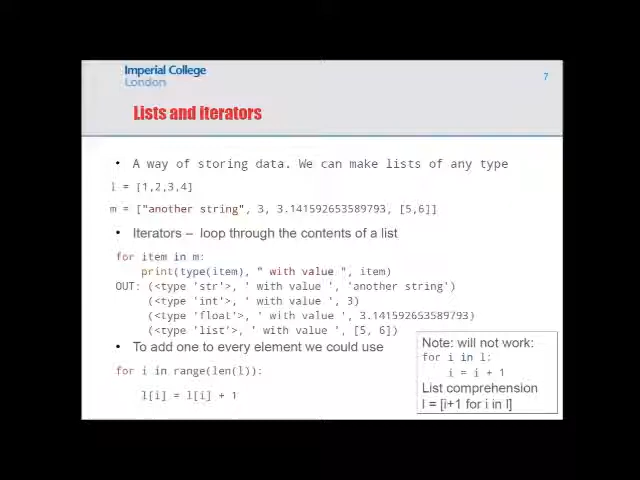 Imperial College
London
7
Lists and iterators
• A way of storing data. We can make lists of any type
l = [1,2,3,4]
m = ["another string", 3, 3.141592653589793, [5,6]]
• Iterators – loop through the contents of a list
for item in m:
    print(type(item), " with value ", item)
OUT: (<type 'str'>, ' with value ', 'another string')
     (<type 'int'>, ' with value ', 3)
     (<type 'float'>, ' with value ', 3.141592653589793)
     (<type 'list'>, ' with value ', [5, 6])
• To add one to every element we could use
for i in range(len(l)):
    l[i] = l[i] + 1
Note: will not work:
for i in l:
    i = i + 1
List comprehension
l = [i+1 for i in l]